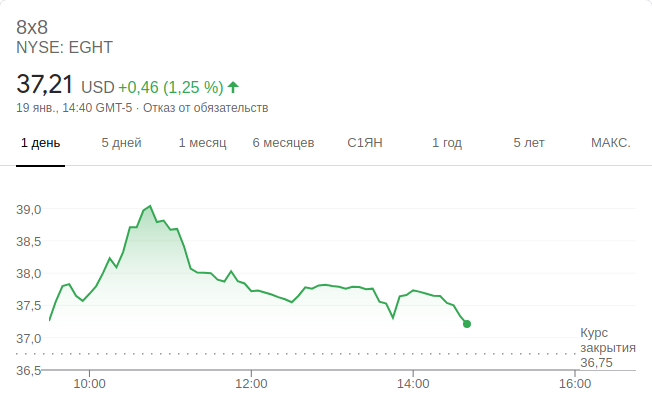 8x8
NYSE: EGHT
37,21 USD +0,46 (1,25 %)
19 янв., 14:40 GMT-5 · Отказ от обязательств
1 день 5 дней 1 месяц 6 месяцев С1ЯН 1 год 5 лет МАКС.
39,0
38,5
38,0
37,5
37,0
36,5
Курс
закрытия
36,75
10:00 12:00 14:00 16:00